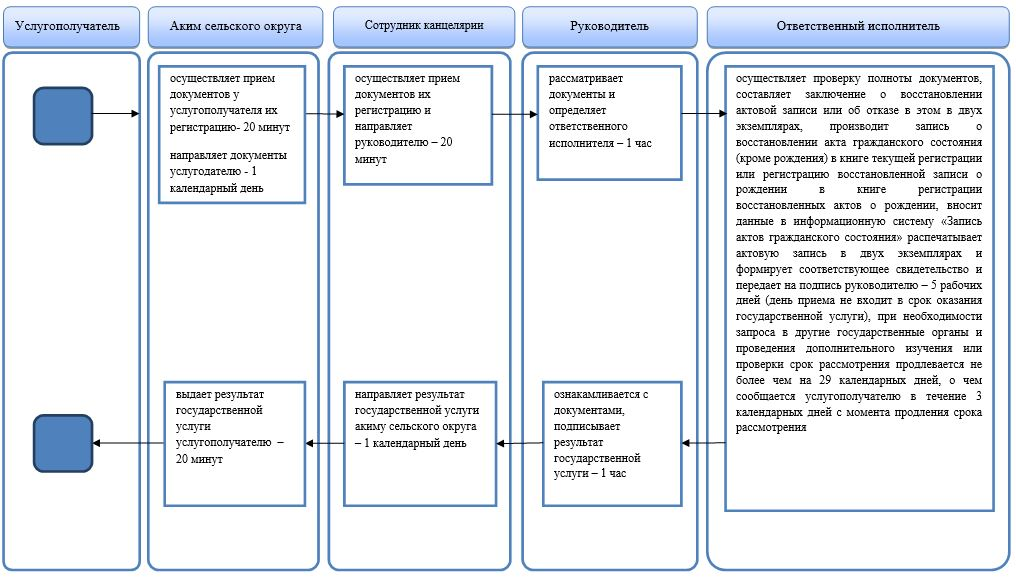 Услугополучатель
Аким сельского округа
Сотрудник канцелярии
Руководитель
Ответственный исполнитель
осуществляет прием
документов у
услугополучателя их
регистрацию- 20 минут
направляет документы
услугодателю - 1
календарный день
осуществляет прием
документов их
регистрацию и
направляет
руководителю – 20
минут
рассматривает
документы и
определяет
ответственного
исполнителя – 1 час
осуществляет проверку полноты документов,
составляет заключение о восстановлении
актовой записи или об отказе в этом в двух
экземплярах, производит запись о
восстановлении акта гражданского состояния
(кроме рождения) в книге текущей регистрации
или регистрацию восстановленной записи о
рождении в книге регистрации
восстановленных актов о рождении, вносит
данные в информационную систему «Запись
актов гражданского состояния» распечатывает
актовую запись в двух экземплярах и
формирует соответствующее свидетельство и
передает на подпись руководителю – 5 рабочих
дней (день приема не входит в срок оказания
государственной услуги), при необходимости
запроса в другие государственные органы и
проведения дополнительного изучения или
проверки срок рассмотрения продлевается не
более чем на 29 календарных дней, о чем
сообщается услугополучателю в течение 3
календарных дней с момента продления срока
рассмотрения
выдает результат
государственной
услуги
услугополучателю –
20 минут
направляет результат
государственной услуги
акиму сельского округа
– 1 календарный день
ознакамливается с
документами,
подписывает
результат
государственной
услуги – 1 час